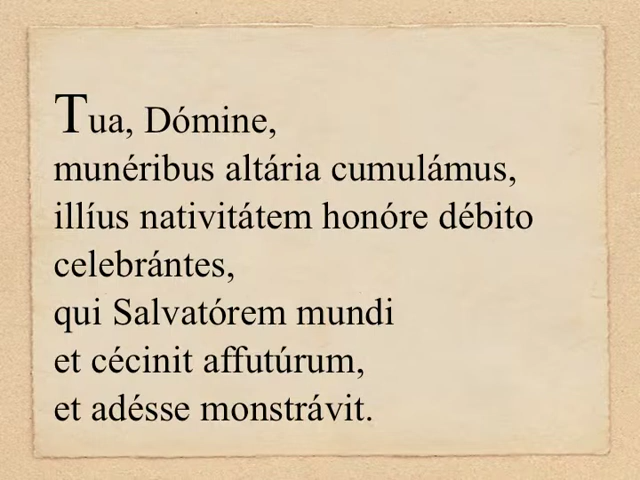 Tua, Dómine,
munéribus altária cumulámus,
illíus nativitátem honóre débito
celebrántes,
qui Salvatórem mundi
et cécinit affutúrum,
et adésse monstrávit.